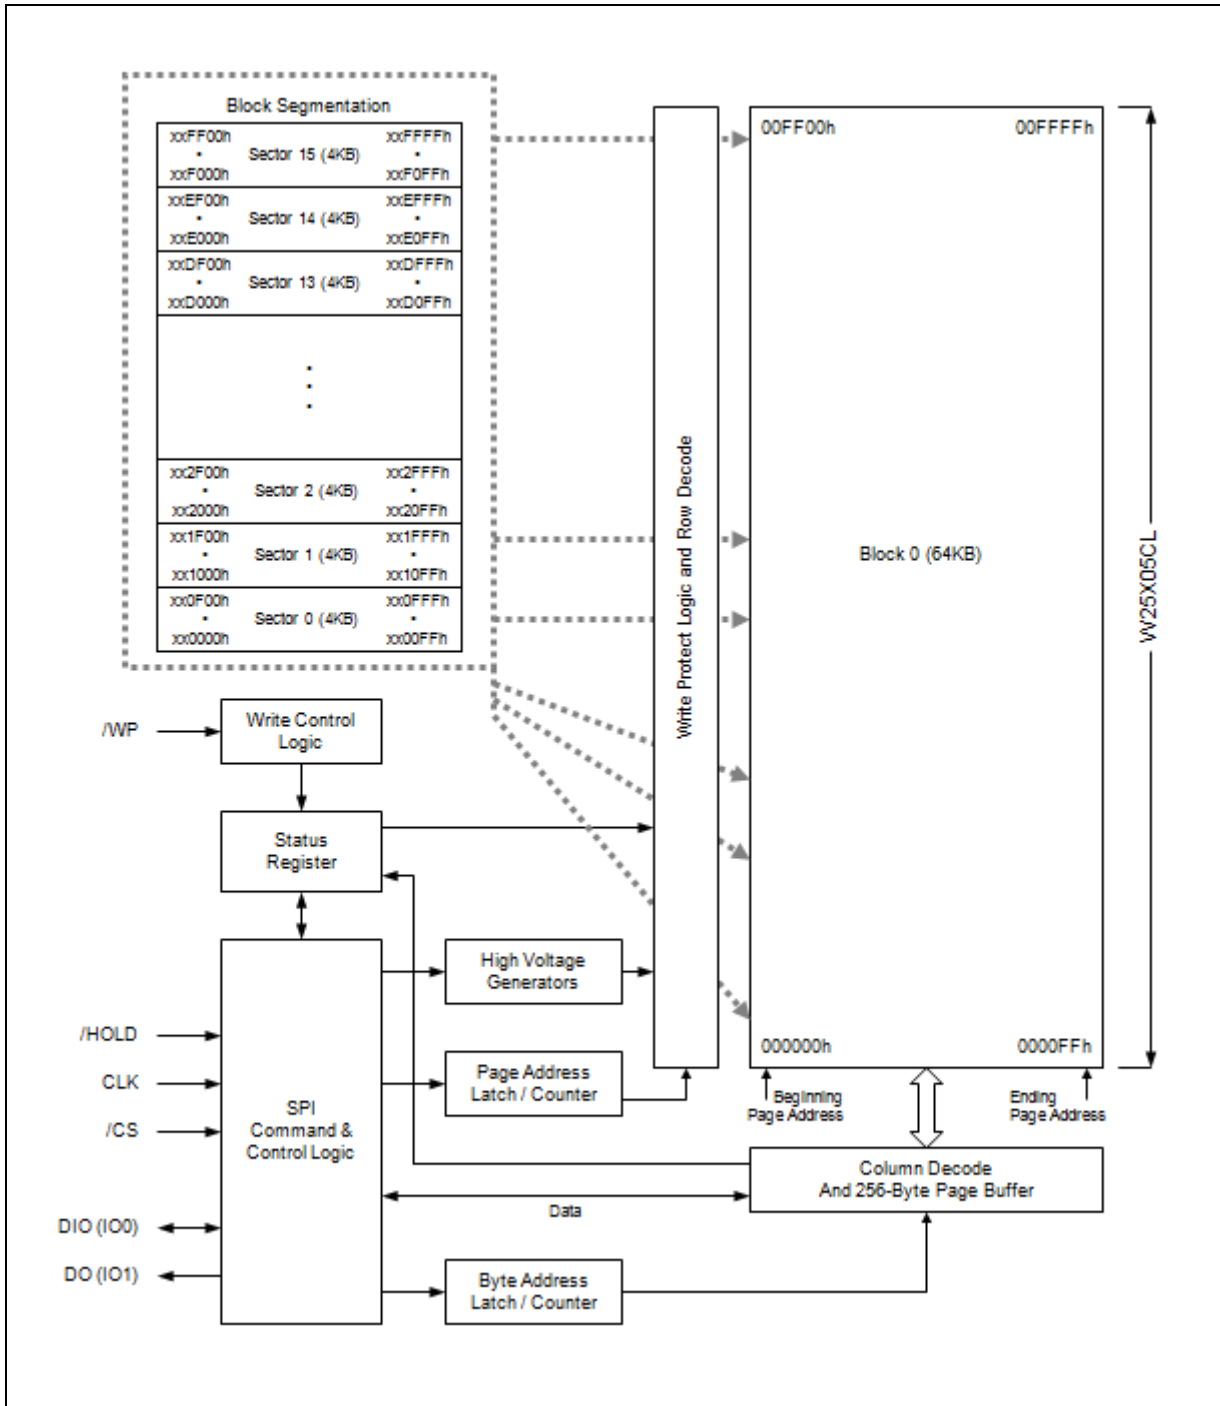 Block Segmentation
xxFF00h xxFFFFh
Sector 15 (4KB)
xxF000h xxF0FFh
xxEF00h xxEFFFh
Sector 14 (4KB)
xxE000h xxE0FFh
xxDF00h xxDFFFh
Sector 13 (4KB)
xxD000h xxD0FFh
xx2F00h xx2FFFh
Sector 2 (4KB)
xx2000h xx20FFh
xx1F00h xx1FFFh
Sector 1 (4KB)
xx1000h xx10FFh
xx0F00h xx0FFFh
Sector 0 (4KB)
xx0000h xx00FFh
Write Protect Logic and Row Decode
00FF00h 00FFFFh
Block 0 (64KB)
000000h 0000FFh
W25X05CL
Beginning
Page Address
Ending
Page Address
/WP
Write Control
Logic
Status
Register
High Voltage
Generators
/HOLD
CLK
/CS
DIO (IO0)
DO (IO1)
SPI
Command &
Control Logic
Page Address
Latch / Counter
Column Decode
And 256-Byte Page Buffer
Data
Byte Address
Latch / Counter